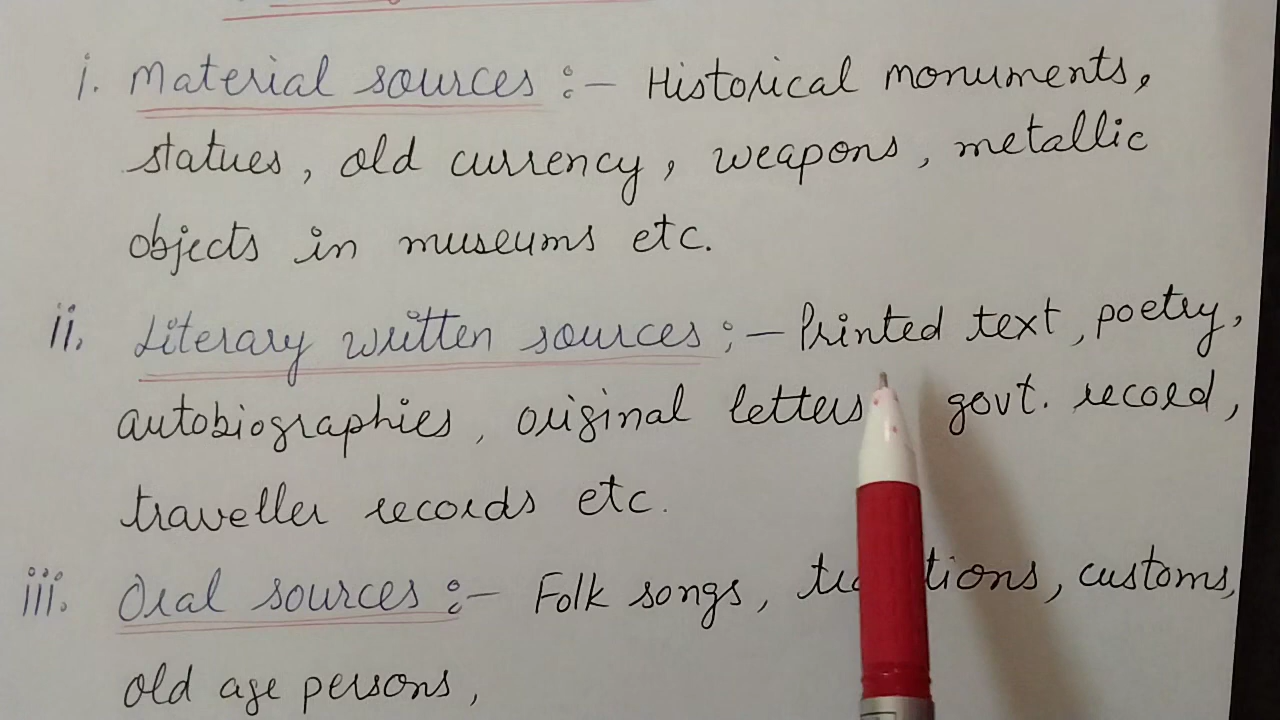 i. Material sources :- Historical monuments,
statues, old currency, weapons, metallic
objects in museums etc.
ii. Literary written sources :- Printed text, poetry,
autobiographies, original letters govt. record,
traveller records etc.
iii. Oral sources :- Folk songs, customs,
old age persons,